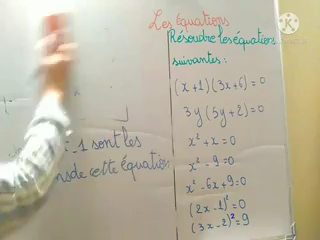 Les équations
Résoudre les équations
suivantes :
(x+1)(3x+6)=0
3y(5y+2)=0
x²+x=0
x²-9=0
x²-6x+9=0
(2x-1)²=0
(3x-2)²=9
-1 sont les
de cette équation